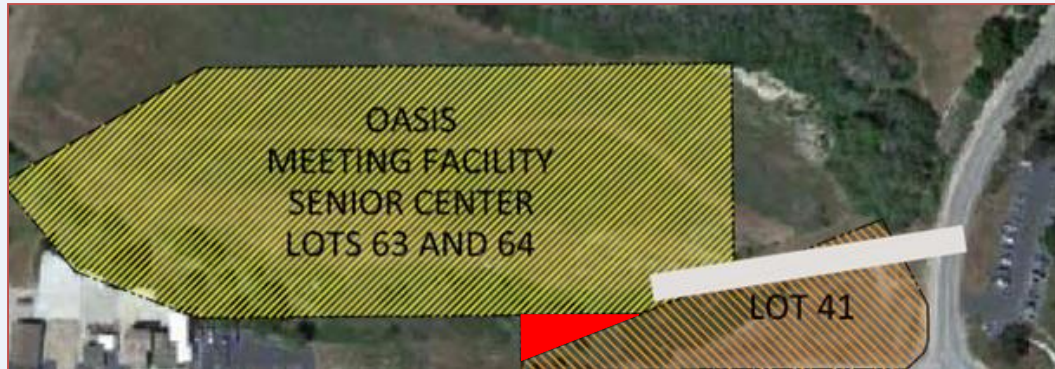 OASIS
MEETING FACILITY
SENIOR CENTER
LOTS 63 AND 64
LOT 41